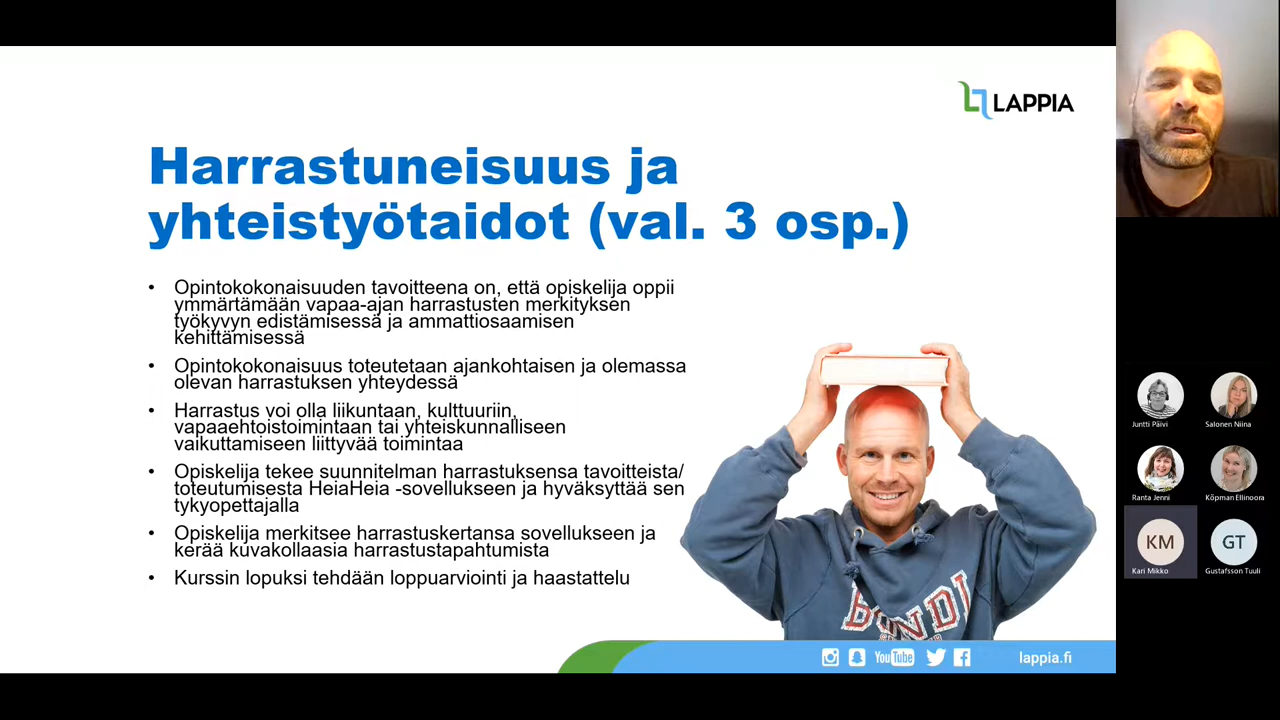 LAPPIA
Harrastuneisuus ja
yhteistyötaidot (val. 3 osp.)
• Opintokokonaisuuden tavoitteena on, että opiskelija oppii
ymmärtämään vapaa-ajan harrastusten merkityksen
työkyvyn edistämisessä ja ammattiosaamisen
kehittämisessä
• Opintokokonaisuus toteutetaan ajankohtaisen ja olemassa
olevan harrastuksen yhteydessä
• Harrastus voi olla liikuntaan, kulttuuriin,
vapaaehtoistoimintaan tai yhteiskunnalliseen
vaikuttamiseen liittyvää toimintaa
• Opiskelija tekee suunnitelman harrastuksensa tavoitteista/
toteutumisesta HeiaHeia -sovellukseen ja hyväksyttää sen
tykyopettajalla
• Opiskelija merkitsee harrastuskertansa sovellukseen ja
kerää kuvakollaasia harrastustapahtumista
• Kurssin lopuksi tehdään loppuarviointi ja haastattelu
BONDI
YouTube
lappia.fi
Juntti Päivi
Salonen Niina
Ranta Jenni
Köpman Ellinoora
KM
GT
Kari Mikko
Gustafsson Tuuli